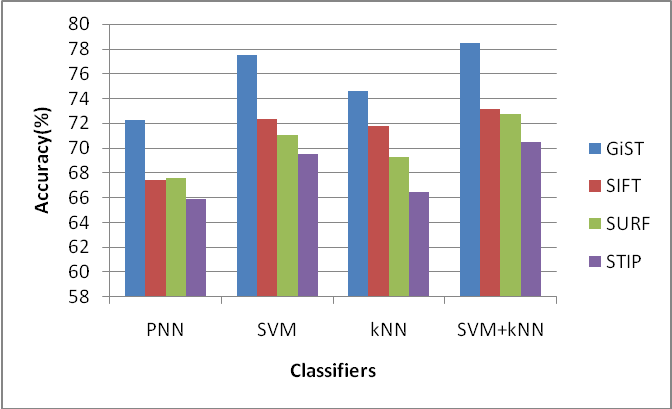 80
78
76
74
72
70
68
66
64
62
60
58
Accuracy(%)
PNN
SVM
kNN
SVM+kNN
Classifiers
GiST
SIFT
SURF
STIP